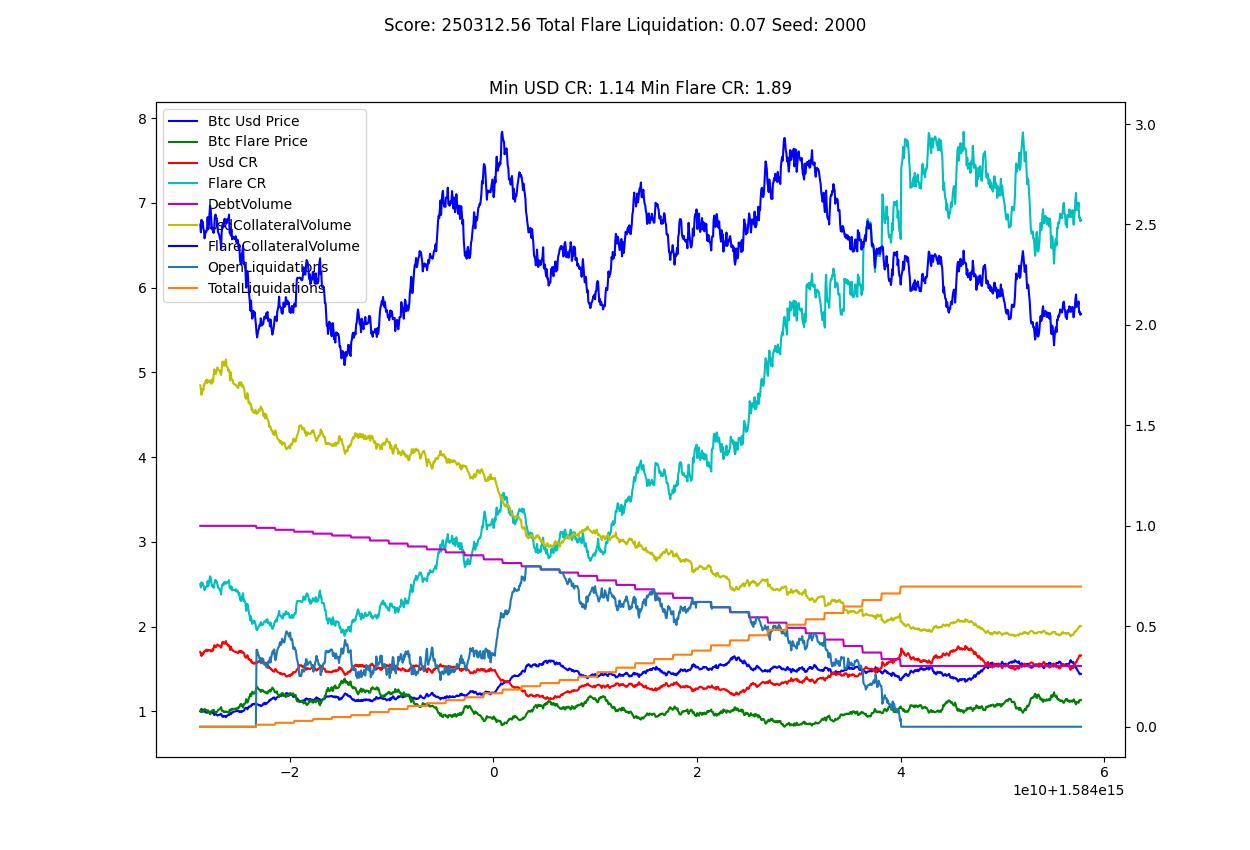 Score: 250312.56 Total Flare Liquidation: 0.07 Seed: 2000
Min USD CR: 1.14 Min Flare CR: 1.89
Btc Usd Price
Btc Flare Price
Usd CR
Flare CR
DebtVolume
UsdCollateralVolume
FlareCollateralVolume
OpenLiquidations
TotalLiquidations
8
7
6
5
4
3
2
1
3.0
2.5
2.0
1.5
1.0
0.5
0.0
−2
0
2
4
6
1e10+1.584e15